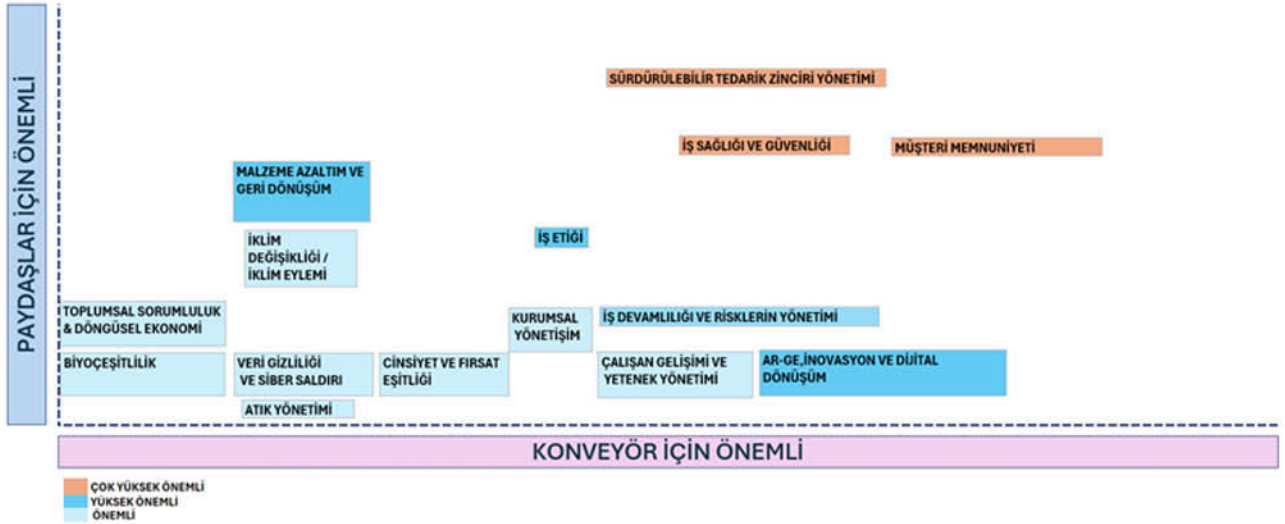 PAYDAŞLAR İÇİN ÖNEMLİ
SÜRDÜRÜLEBİLİR TEDARİK ZİNCİRİ YÖNETİMİ
İŞ SAĞLIĞI VE GÜVENLİĞİ
MÜŞTERİ MEMNUNİYETİ
MALZEME AZALTIM VE
GERİ DÖNÜŞÜM
İŞ ETİĞİ
İKLİM
DEĞİŞİKLİĞİ /
İKLİM EYLEMİ
TOPLUMSAL SORUMLULUK
& DÖNGÜSEL EKONOMİ
KURUMSAL
YÖNETİŞİM
İŞ DEVAMLILIĞI VE RİSKLERİN YÖNETİMİ
BİYOÇEŞİTLİLİK
VERİ GİZLİLİĞİ
VE SİBER SALDIRI
CİNSİYET VE FIRSAT
EŞİTLİĞİ
ÇALIŞAN GELİŞİMİ VE
YETENEK YÖNETİMİ
AR-GE,İNOVASYON VE DİJİTAL
DÖNÜŞÜM
ATIK YÖNETİMİ
KONVEYÖR İÇİN ÖNEMLİ
ÇOK YÜKSEK ÖNEMLİ
YÜKSEK ÖNEMLİ
ÖNEMLİ